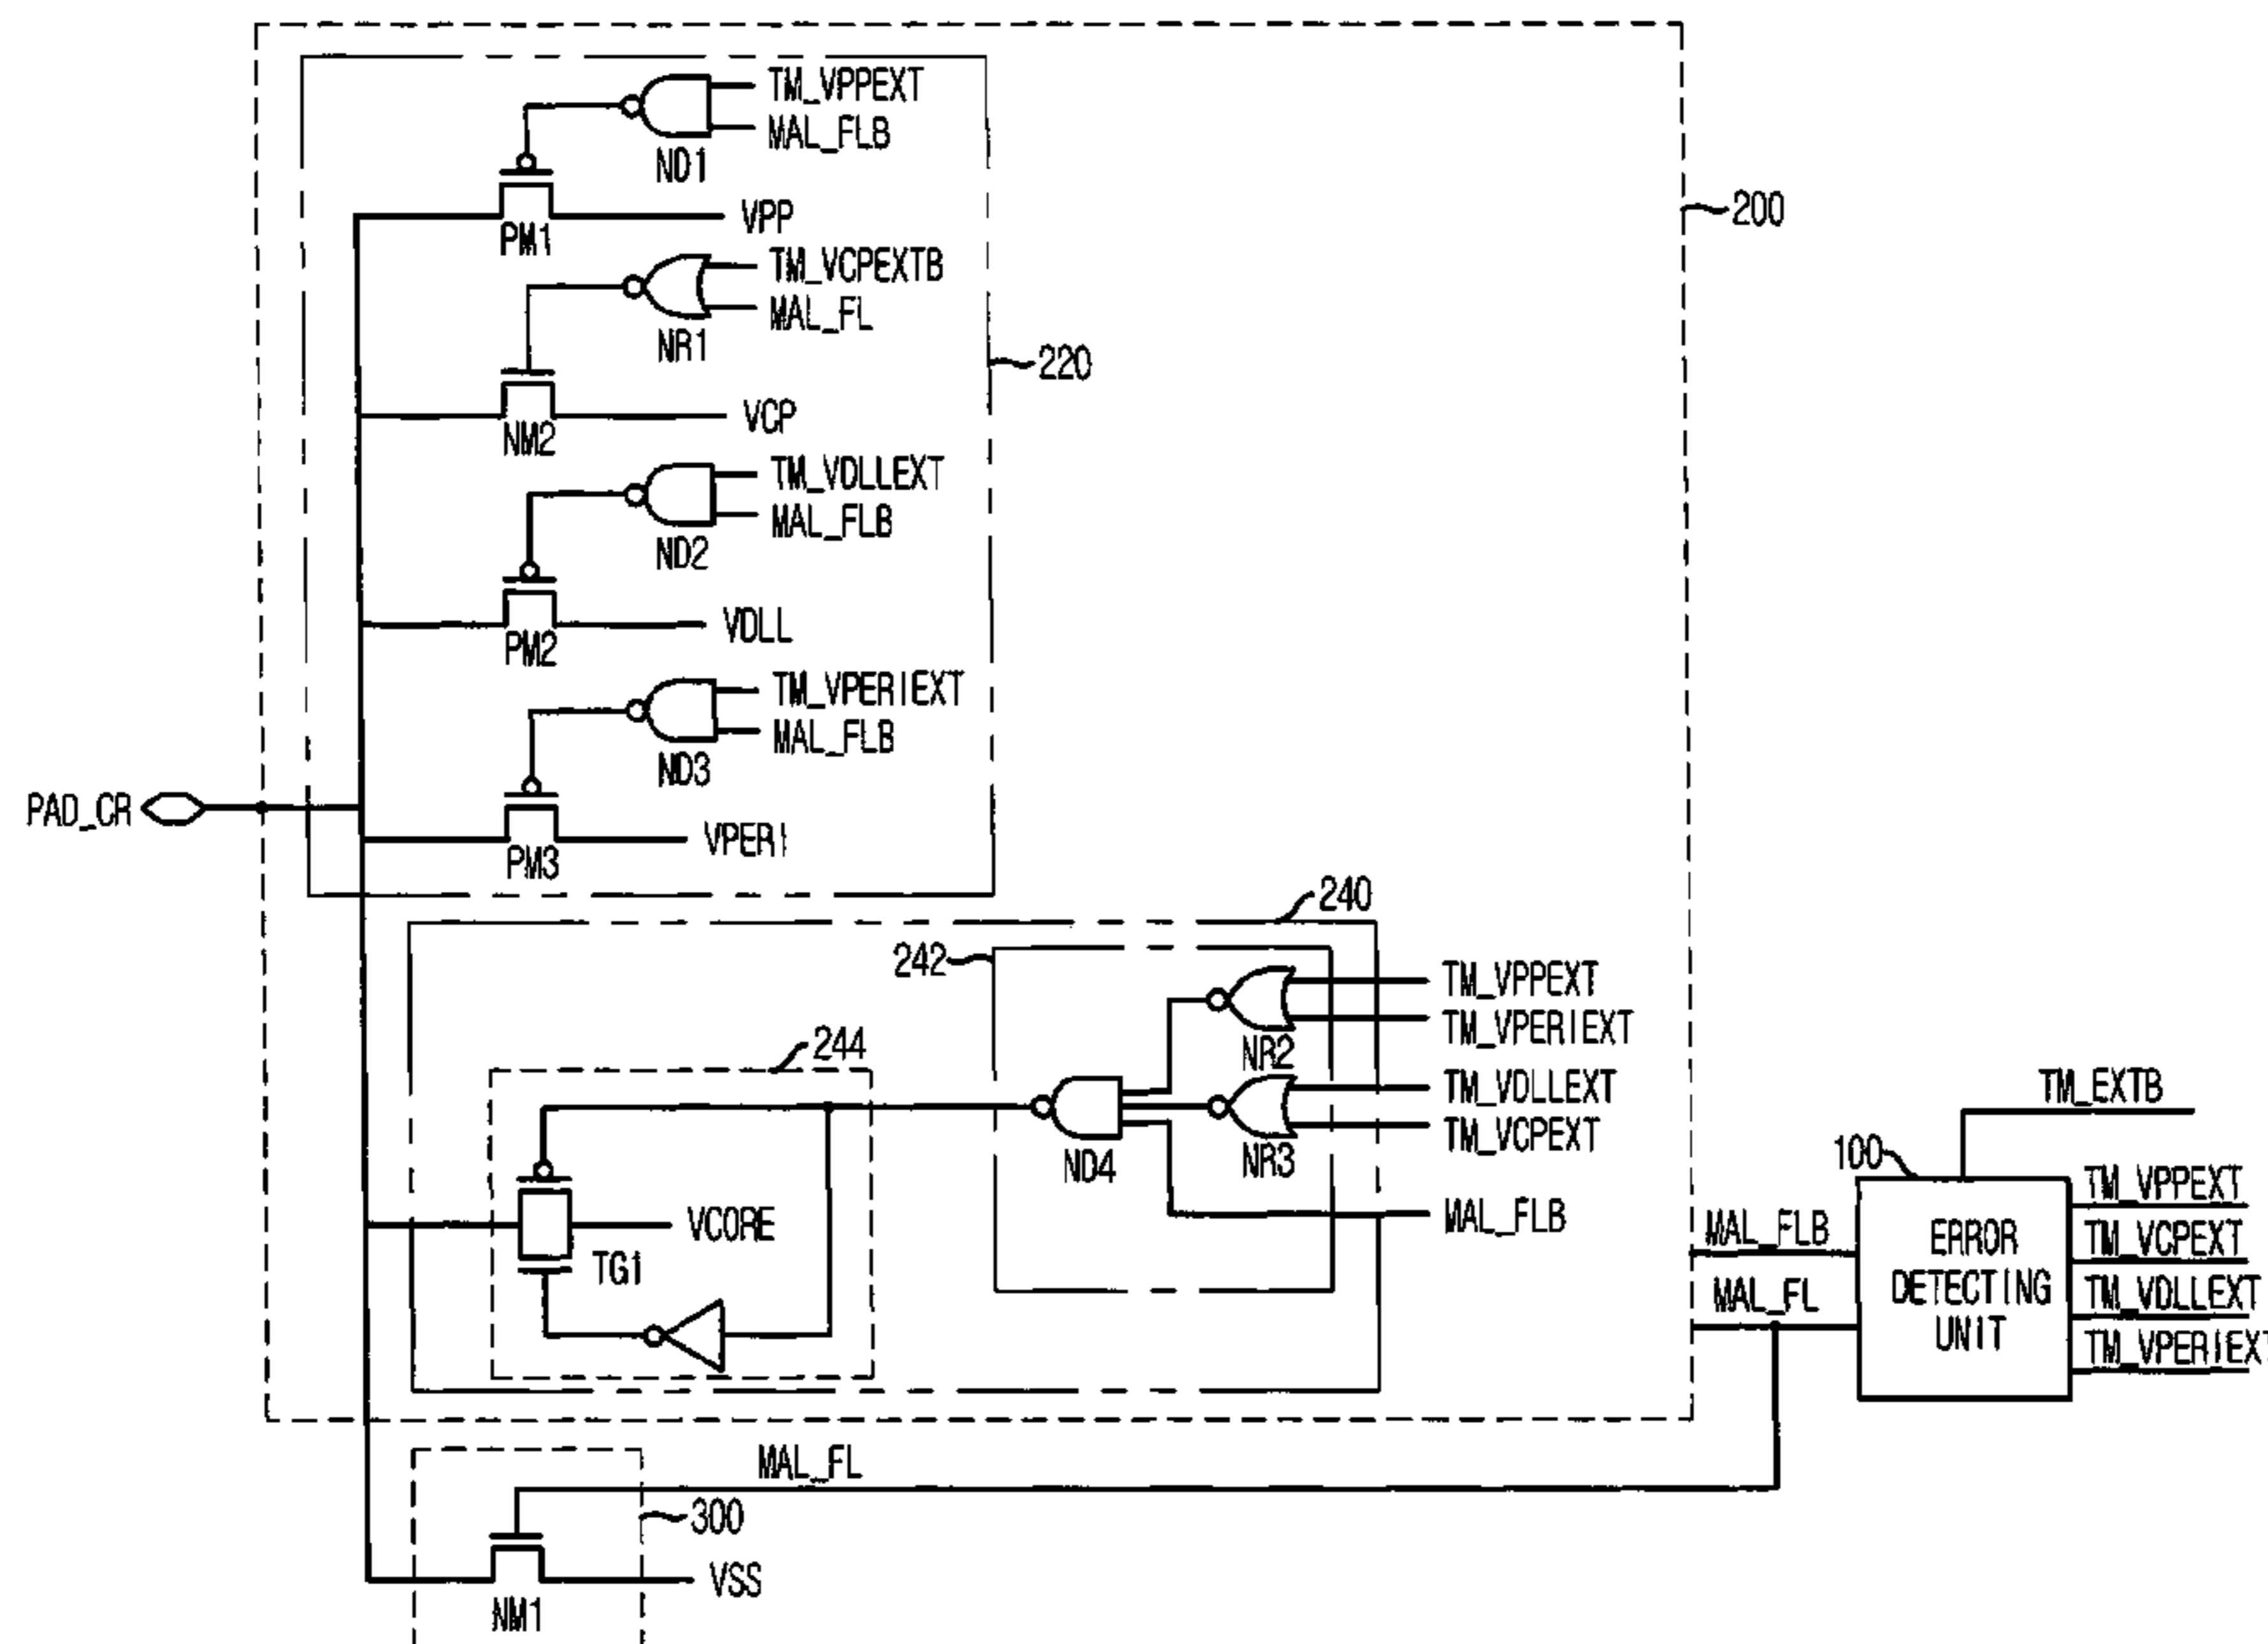 TM_VPPEXT
MAL_FLB
ND1
VPP
PM1
200
TM_VCPEXTB
MAL_FL
NR1
220
VCP
NM2
TM_VDLLEXT
MAL_FLB
ND2
VDLL
PM2
TM_VPERIEXT
MAL_FLB
ND3
PAD_CR
VPERI
PM3
240
242
TM_VPPEXT
TM_VPERIEXT
NR2
244
TM_VDLLEXT
TM_VCPEXT
ND4
NR3
TM_EXTB
100
TM_VPPEXT
MAL_FLB
VCORE
MAL_FLB
TM_VCPEXT
ERROR
DETECTING
UNIT
TG1
MAL_FL
TM_VDLLEXT
TM_VPERIEXT
MAL_FL
300
VSS
NM1